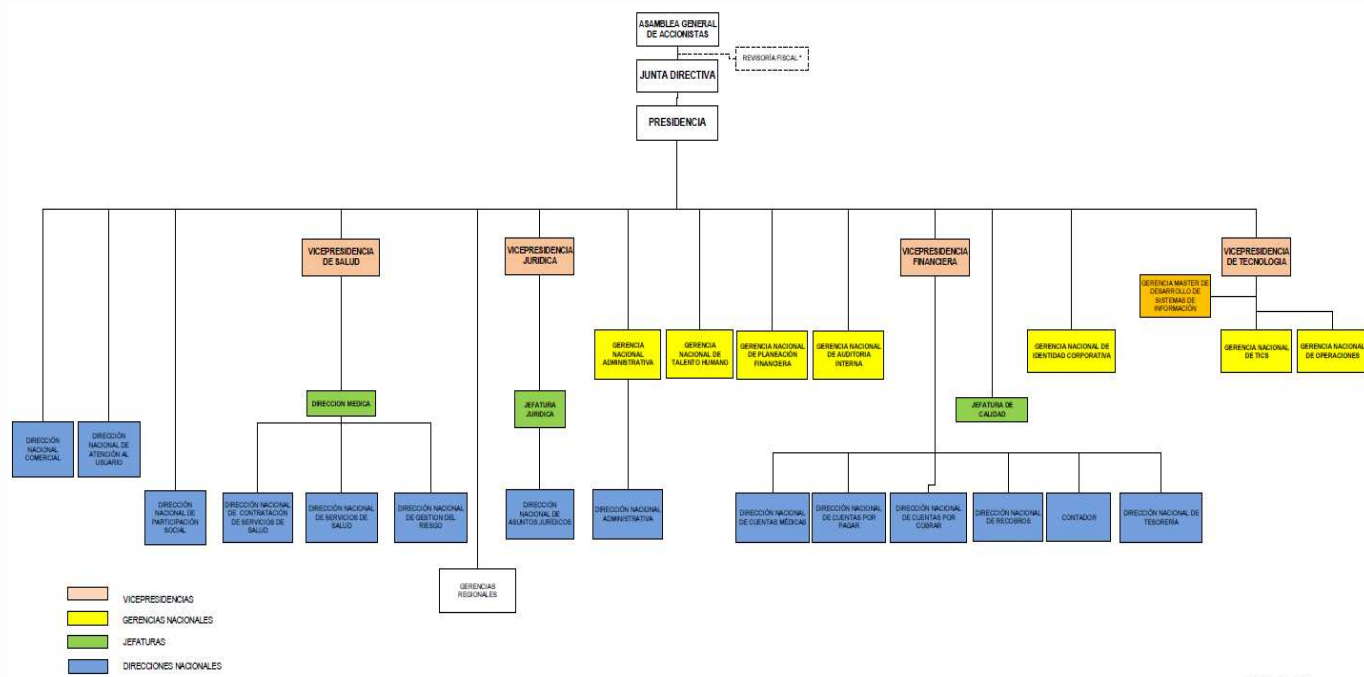 ASAMBLEA GENERAL
DE ACCIONISTAS
REVISORÍA FISCAL *
JUNTA DIRECTIVA
PRESIDENCIA
VICEPRESIDENCIA
DE SALUD
VICEPRESIDENCIA
JURIDICA
VICEPRESIDENCIA
FINANCIERA
VICEPRESIDENCIA
DE TECNOLOGIA
GERENCIA MASTER DE
DESARROLLO DE
SISTEMAS DE
INFORMACIÓN
GERENCIA
NACIONAL
ADMINISTRATIVA
GERENCIA
NACIONAL DE
TALENTO HUMANO
GERENCIA NACIONAL
DE PLANEACIÓN
FINANCIERA
GERENCIA NACIONAL
DE AUDITORIA
INTERNA
GERENCIA NACIONAL DE
IDENTIDAD CORPORATIVA
GERENCIA NACIONAL
DE TICS
GERENCIA NACIONAL
DE OPERACIONES
DIRECCION MEDICA
JEFATURA
JURIDICA
JEFATURA DE
CALIDAD
DIRECCIÓN
NACIONAL
COMERCIAL
DIRECCIÓN
NACIONAL DE
ATENCIÓN AL
USUARIO
DIRECCIÓN
NACIONAL DE
PARTICIPACIÓN
SOCIAL
DIRECCIÓN NACIONAL
DE CONTRATACIÓN
DE SERVICIOS DE
SALUD
DIRECCIÓN NACIONAL
DE SERVICIOS DE
SALUD
DIRECCIÓN NACIONAL
DE GESTION DEL
RIESGO
DIRECCIÓN
NACIONAL DE
ASUNTOS JURÍDICOS
DIRECCIÓN NACIONAL
ADMINISTRATIVA
DIRECCIÓN NACIONAL
DE CUENTAS MÉDICAS
DIRECCIÓN NACIONAL
DE CUENTAS POR
PAGAR
DIRECCIÓN NACIONAL
DE CUENTAS POR
COBRAR
DIRECCIÓN NACIONAL
DE RECOBROS
CONTADOR
DIRECCIÓN NACIONAL DE
TESORERÍA
GERENCIAS
REGIONALES
VICEPRESIDENCIAS
GERENCIAS NACIONALES
JEFATURAS
DIRECCIONES NACIONALES